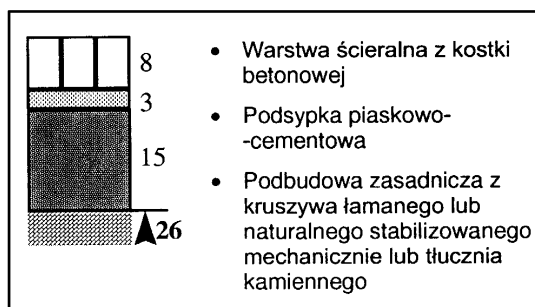 8
3
15
26
• Warstwa ścieralna z kostki
betonowej
• Podsypka piaskowo-
-cementowa
• Podbudowa zasadnicza z
kruszywa łamanego lub
naturalnego stabilizowanego
mechanicznie lub tłucznia
kamiennego